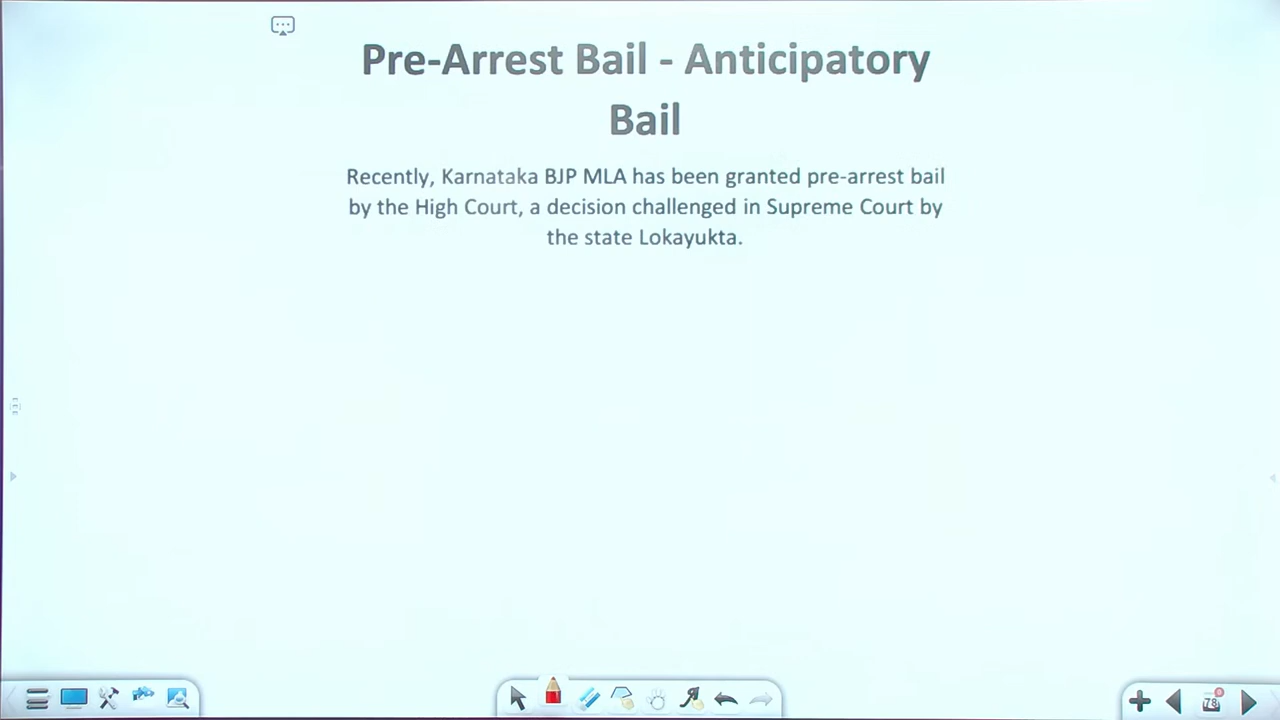 Pre-Arrest Bail - Anticipatory
Bail
Recently, Karnataka BJP MLA has been granted pre-arrest bail
by the High Court, a decision challenged in Supreme Court by
the state Lokayukta.
78